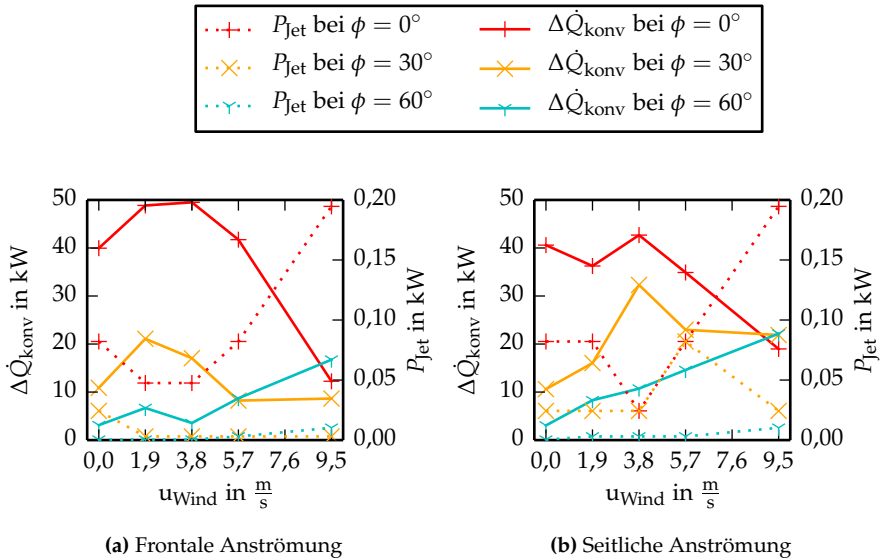 P_Jet bei ϕ = 0° ΔQ̇_konv bei ϕ = 0°
P_Jet bei ϕ = 30° ΔQ̇_konv bei ϕ = 30°
P_Jet bei ϕ = 60° ΔQ̇_konv bei ϕ = 60°
ΔQ̇_konv in kW
50
40
30
20
10
0
0,20
0,15
0,10
0,05
0,00
P_Jet in kW
0,0 1,9 3,8 5,7 7,6 9,5
u_Wind in m/s
(a) Frontale Anströmung
ΔQ̇_konv in kW
50
40
30
20
10
0
0,20
0,15
0,10
0,05
0,00
P_Jet in kW
0,0 1,9 3,8 5,7 7,6 9,5
u_Wind in m/s
(b) Seitliche Anströmung